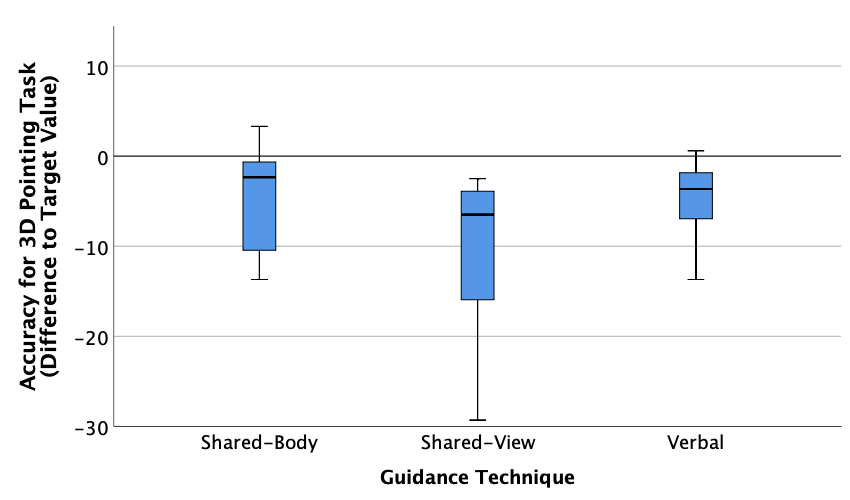 Accuracy for 3D Pointing Task
(Difference to Target Value)
10
0
−10
−20
−30
Shared−Body
Shared−View
Verbal
Guidance Technique